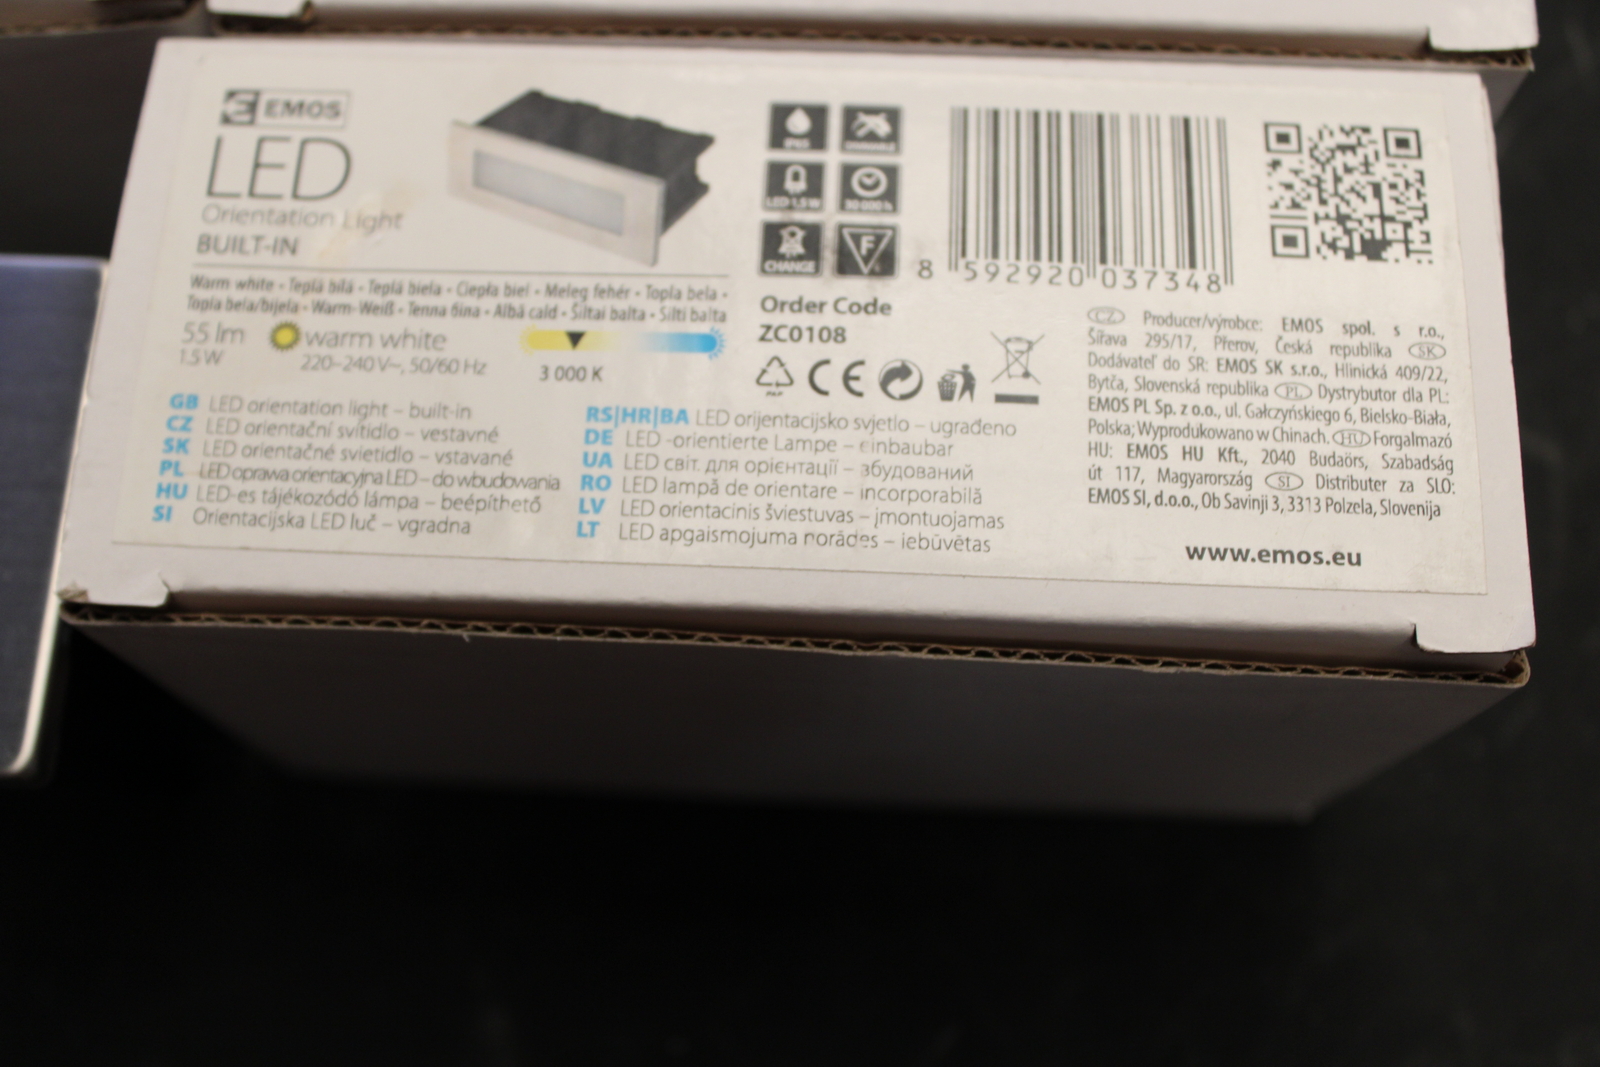 EMOS
LED
Orientation Light
BUILT-IN
Warm white - Teplá bílá - Teplá biela - Ciepła biel - Meleg fehér - Topla bela -
Topla bela/bijela - Warm-Weiß - Тепла біла - Albă cald - Šiltai balta - Silti balta
55 lm
1.5 W
warm white
220–240 V~, 50/60 Hz
3 000 K
IP65
LED 1,5 W
30 000 h
CHANGE
F
8 592920 037348
Order Code
ZC0108
PAP
CE
GB LED orientation light – built-in
CZ LED orientační svítidlo – vestavné
SK LED orientačné svietidlo – vstavané
PL LED oprawa orientacyjna LED – do wbudowania
HU LED-es tájékozódó lámpa – beépíthető
SI Orientacijska LED luč – vgradna
RS|HR|BA LED orijentacijsko svjetlo – ugrađeno
DE LED -orientierte Lampe – einbaubar
UA LED світ. для орієнтації – збудований
RO LED lampă de orientare – incorporabilă
LV LED orientacinis šviestuvas – įmontuojamas
LT LED apgaismojuma norādes – iebūvētas
CZ Producer/výrobce: EMOS spol. s r.o.,
Šířava 295/17, Přerov, Česká republika SK
Dodávateľ do SR: EMOS SK s.r.o., Hlinická 409/22,
Bytča, Slovenská republika PL Dystrybutor dla PL:
EMOS PL Sp. z o.o., ul. Gałczyńskiego 6, Bielsko-Biała,
Polska; Wyprodukowano w Chinach. HU Forgalmazó
HU: EMOS HU Kft., 2040 Budaörs, Szabadság
út 117, Magyarország SI Distributer za SLO:
EMOS SI, d.o.o., Ob Savinji 3, 3313 Polzela, Slovenija
www.emos.eu